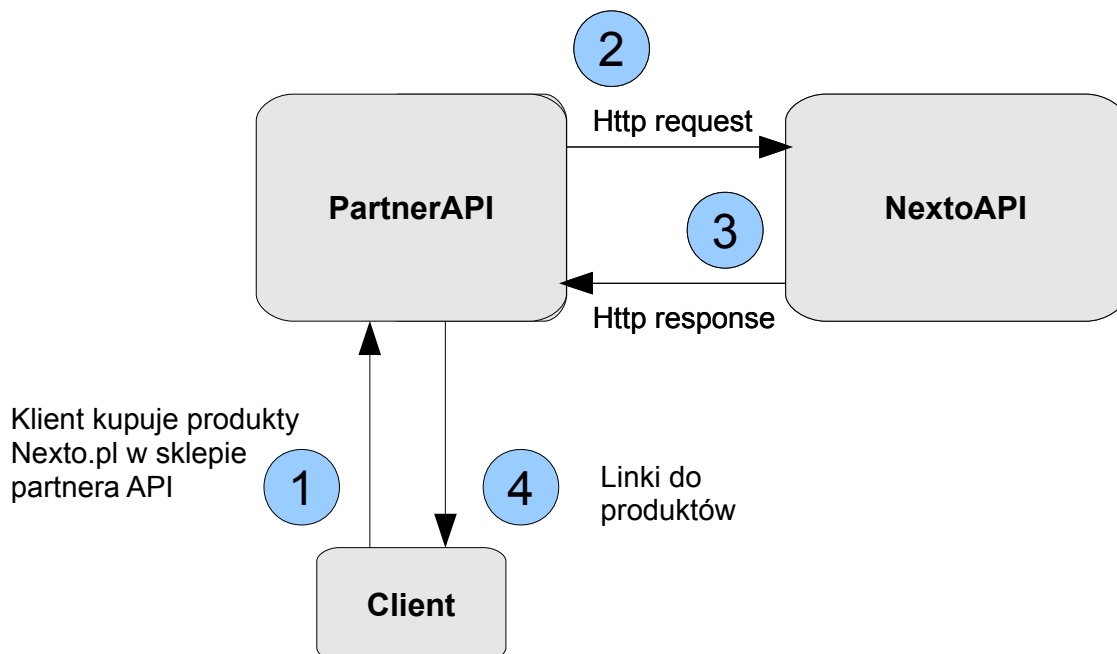 2
Http request
PartnerAPI
NextoAPI
3
Http response
Klient kupuje produkty
Nexto.pl w sklepie
partnera API
1
4
Linki do
produktów
Client